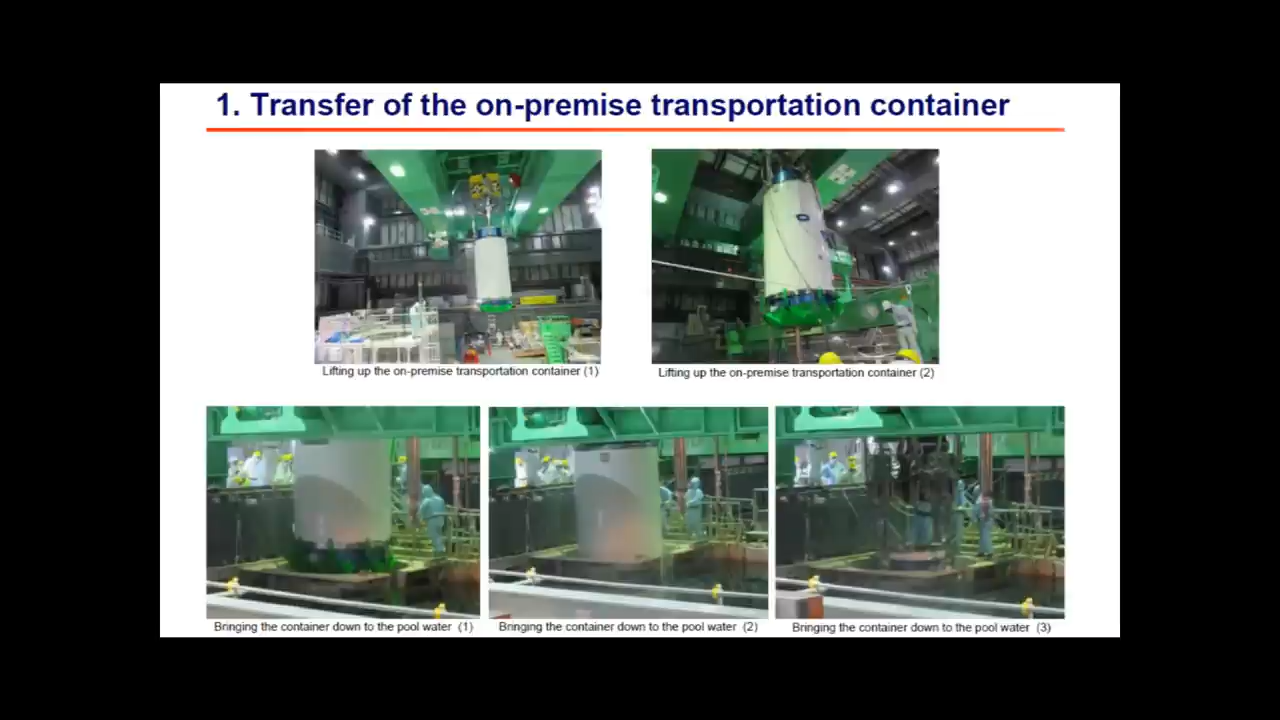 1. Transfer of the on-premise transportation container
Lifting up the on-premise transportation container (1)
Lifting up the on-premise transportation container (2)
Bringing the container down to the pool water (1)
Bringing the container down to the pool water (2)
Bringing the container down to the pool water (3)